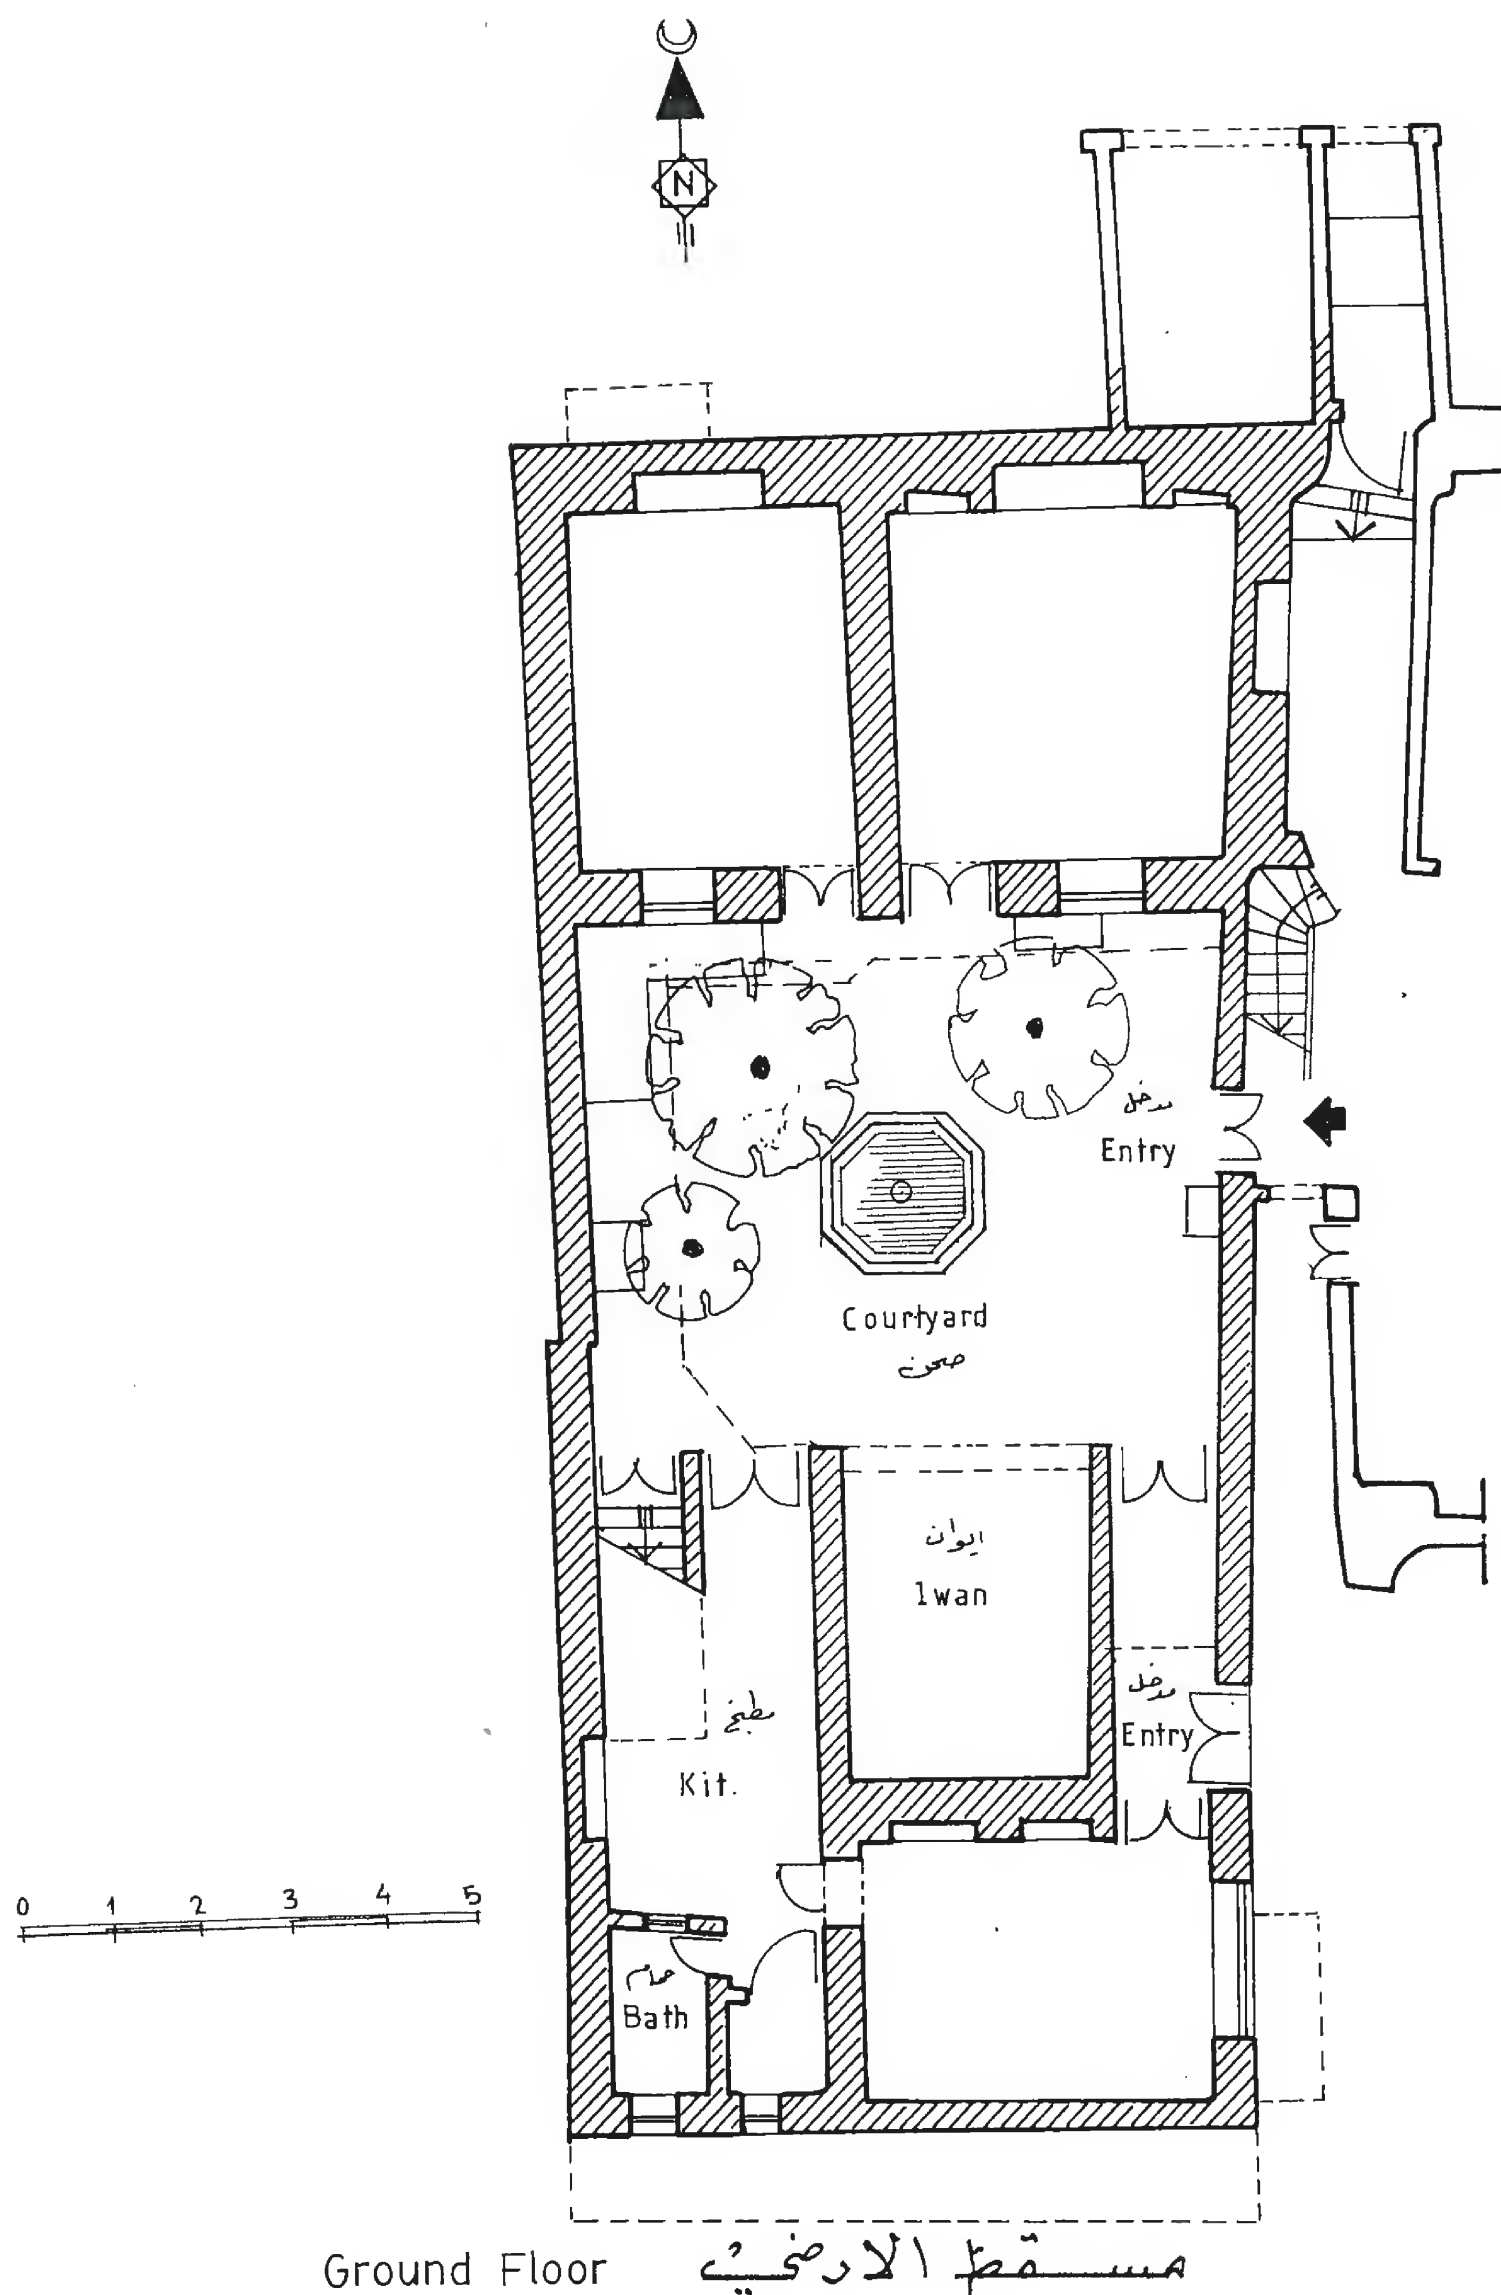 N
مدخل
Entry
Courtyard
صحن
ايوان
Iwan
مدخل
Entry
مطبخ
Kit.
0 1 2 3 4 5
حمام
Bath
Ground Floor مسقط الارضي